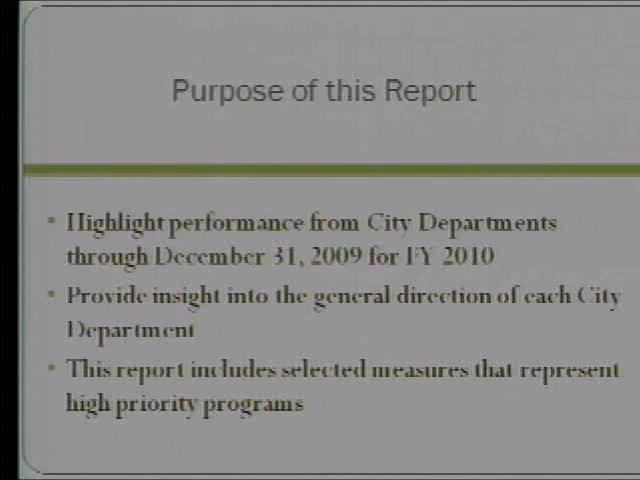 Purpose of this Report
• Highlight performance from City Departments
through December 31, 2009 for FY 2010
• Provide insight into the general direction of each City
Department
• This report includes selected measures that represent
high priority programs